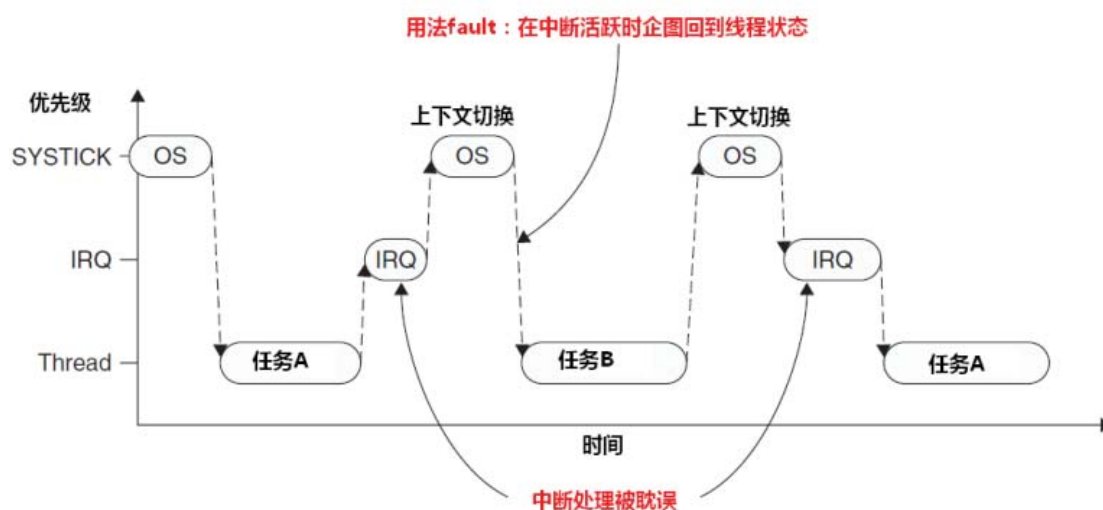 用法fault：在中断活跃时企图回到线程状态
优先级
上下文切换
上下文切换
SYSTICK
OS
OS
OS
IRQ
IRQ
IRQ
Thread
任务A
任务B
任务A
时间
中断处理被耽误